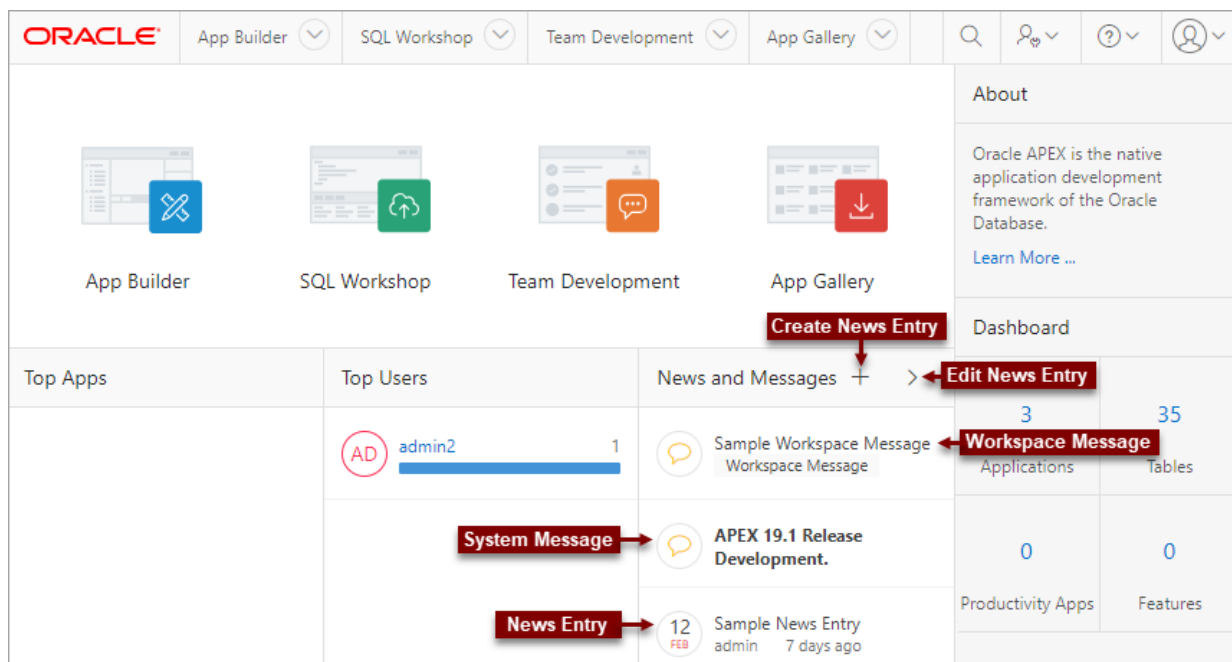 ORACLE
App Builder
SQL Workshop
Team Development
App Gallery
About
Oracle APEX is the native
application development
framework of the Oracle
Database.
Learn More ...
App Builder
SQL Workshop
Team Development
App Gallery
Create News Entry
Dashboard
Top Apps
Top Users
News and Messages
Edit News Entry
AD
admin2
1
Sample Workspace Message
Workspace Message
Workspace Message
3
Applications
35
Tables
System Message
APEX 19.1 Release
Development.
0
Productivity Apps
0
Features
News Entry
12
FEB
Sample News Entry
admin 7 days ago